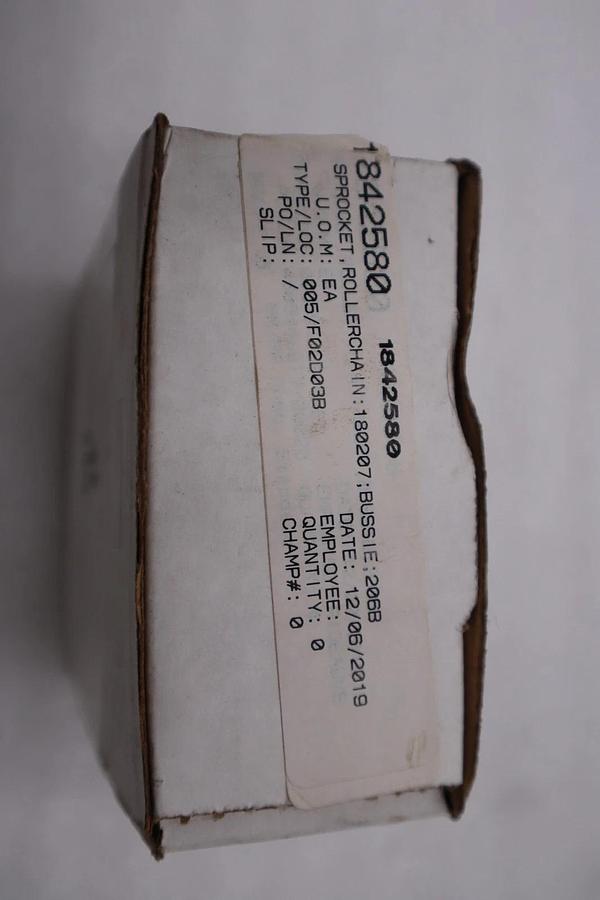 1842580 1842580
SPROCKET,ROLLERCHAIN:180207;BUSSIE;206B
U.O.M: EA DATE: 12/06/2019
TYPE/LOC: 005/F02D03B EMPLOYEE:
PO/LN: / QUANTITY: 0
SLIP: CHAMP#: 0